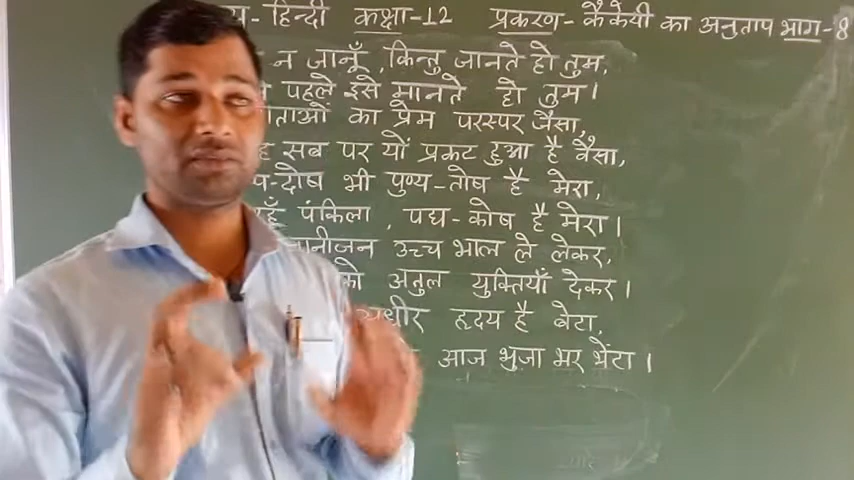 हिन्दी कक्षा-12 प्रकरण- कैकेयी का अनुताप भाग-8
न जानूँ, किन्तु जानते हो तुम,
पहले इसे मानते हो तुम।
का प्रेम परस्पर जैसा,
सब पर यों प्रकट हुआ है वैसा,
दोष भी पुण्य-तोष है मेरा,
पंकिला, पद्म-कोष है मेरा।
उच्च भाल ले लेकर,
अतुल युक्तियाँ देकर।
हृदय है बेटा,
आज भुजा भर भेंटा।